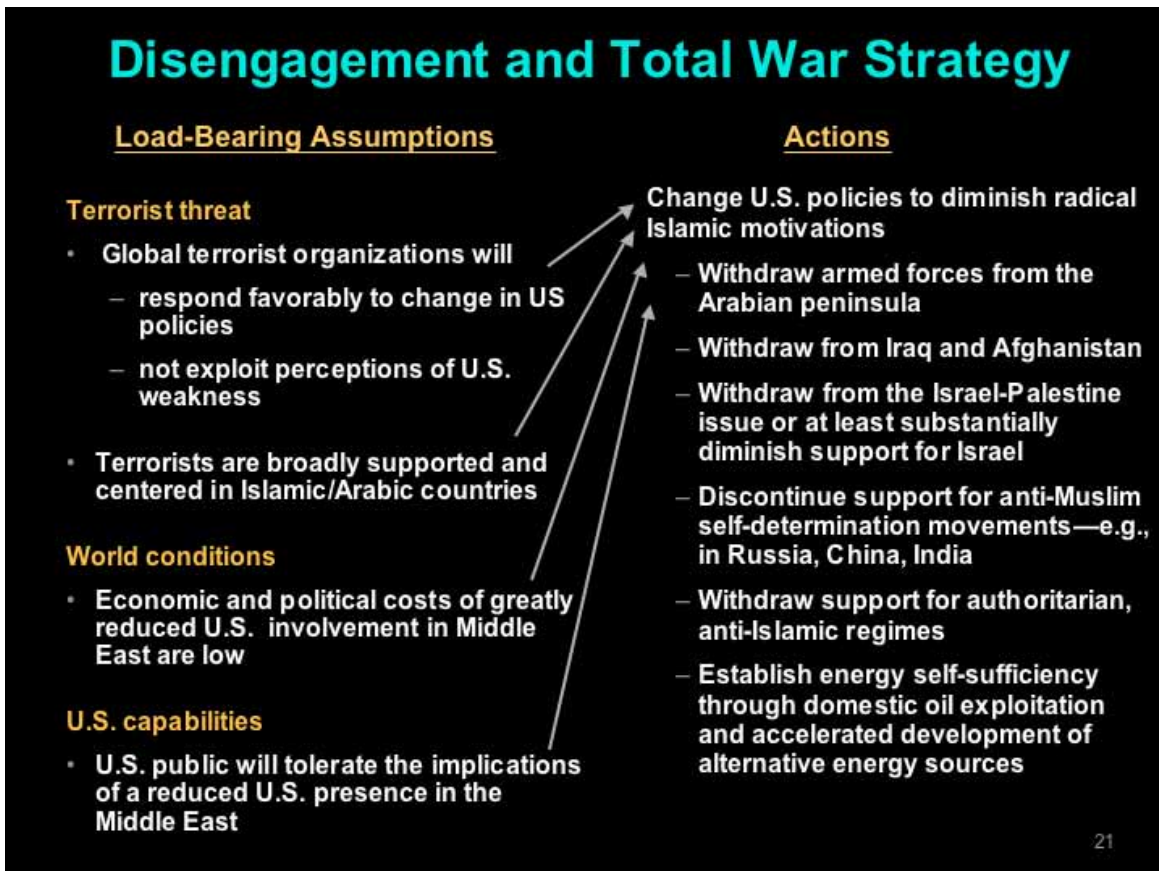 Disengagement and Total War Strategy
Load-Bearing Assumptions
Terrorist threat
• Global terrorist organizations will
– respond favorably to change in US
policies
– not exploit perceptions of U.S.
weakness
• Terrorists are broadly supported and
centered in Islamic/Arabic countries
World conditions
• Economic and political costs of greatly
reduced U.S. involvement in Middle
East are low
U.S. capabilities
• U.S. public will tolerate the implications
of a reduced U.S. presence in the
Middle East
Actions
Change U.S. policies to diminish radical
Islamic motivations
– Withdraw armed forces from the
Arabian peninsula
– Withdraw from Iraq and Afghanistan
– Withdraw from the Israel-Palestine
issue or at least substantially
diminish support for Israel
– Discontinue support for anti-Muslim
self-determination movements—e.g.,
in Russia, China, India
– Withdraw support for authoritarian,
anti-Islamic regimes
– Establish energy self-sufficiency
through domestic oil exploitation
and accelerated development of
alternative energy sources
21